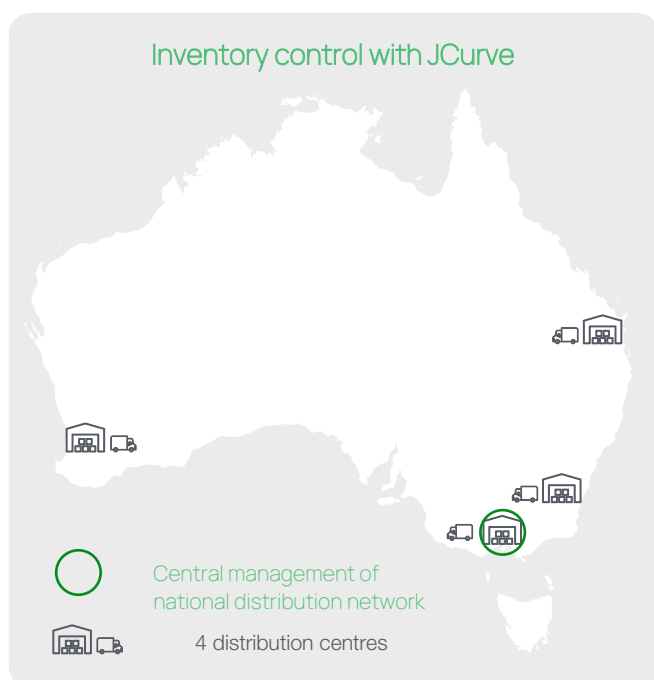 Inventory control with JCurve
Central management of
national distribution network
4 distribution centres